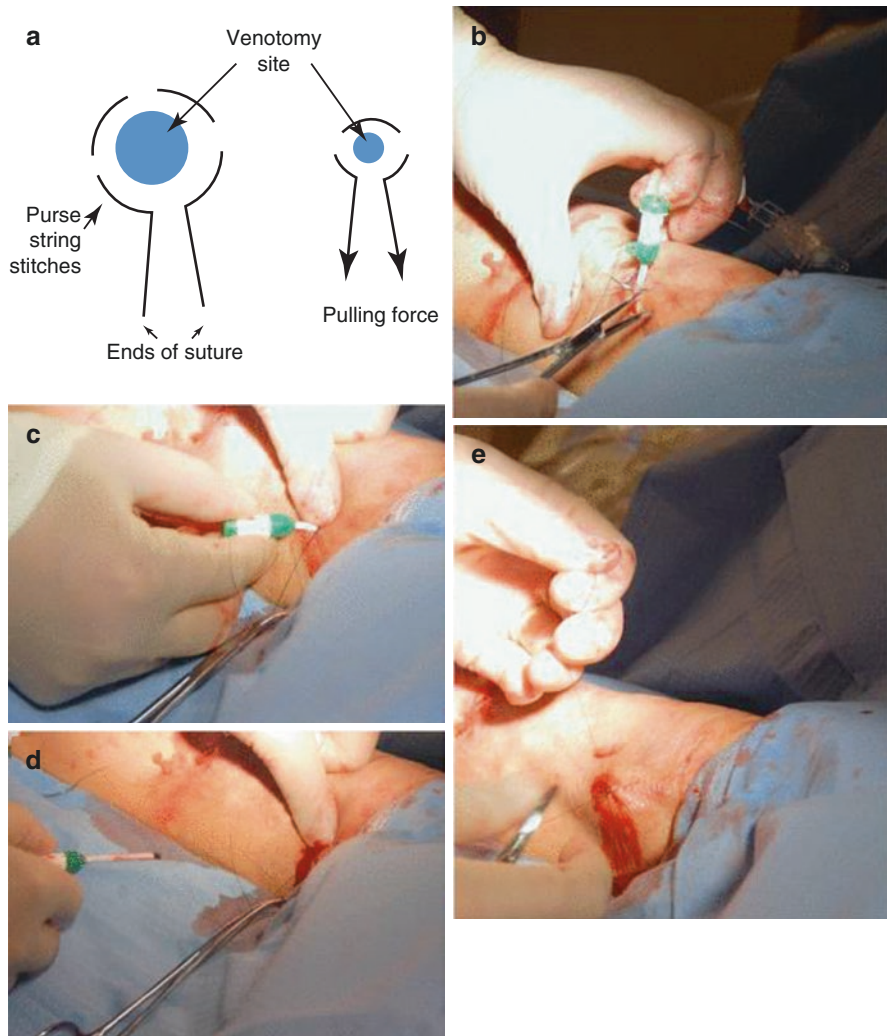 a
Venotomy
site
Purse
string
stitches
Pulling force
Ends of suture
b
c
d
e